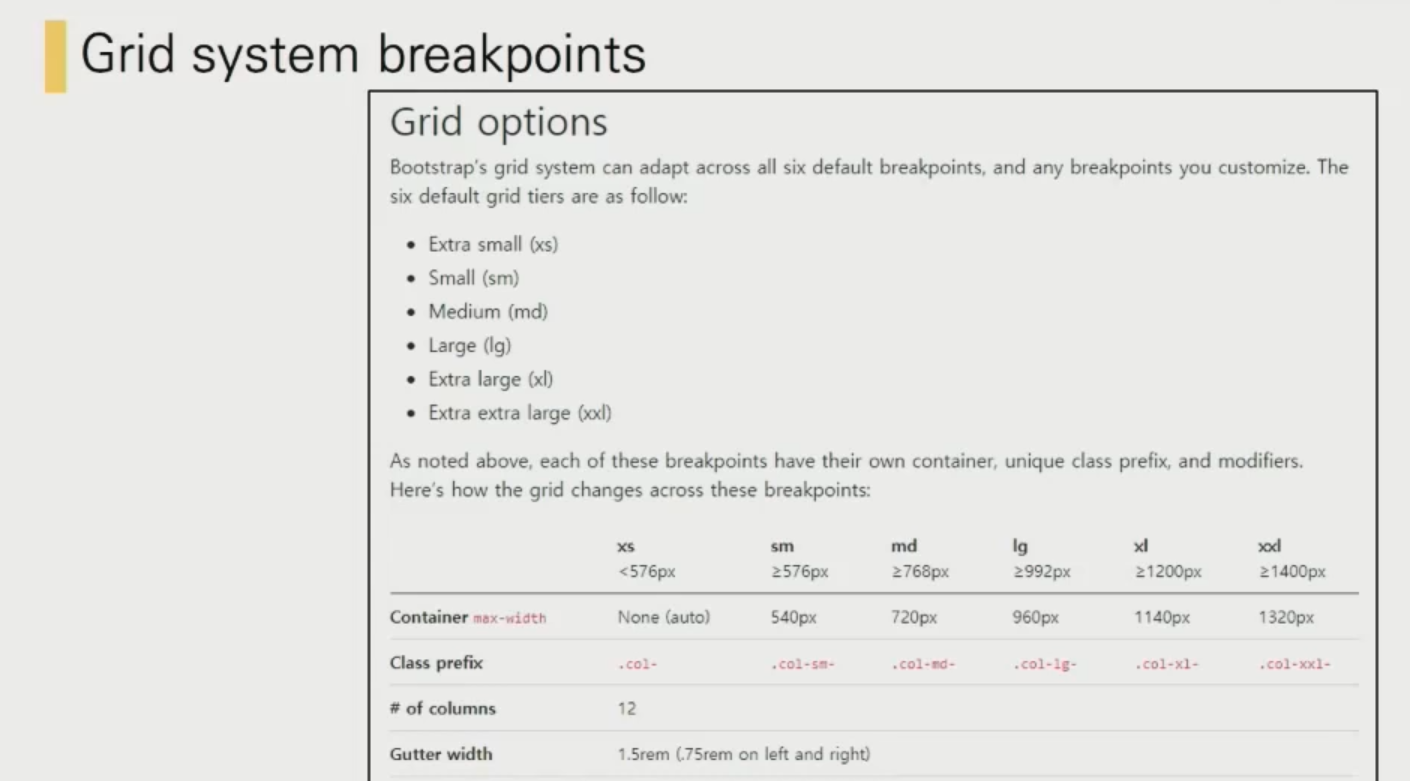 Grid system breakpoints
Grid options
Bootstrap's grid system can adapt across all six default breakpoints, and any breakpoints you customize. The
six default grid tiers are as follow:
• Extra small (xs)
• Small (sm)
• Medium (md)
• Large (lg)
• Extra large (xl)
• Extra extra large (xxl)
As noted above, each of these breakpoints have their own container, unique class prefix, and modifiers.
Here's how the grid changes across these breakpoints:
xs sm md lg xl xxl
<576px ≥576px ≥768px ≥992px ≥1200px ≥1400px
Container max-width None (auto) 540px 720px 960px 1140px 1320px
Class prefix .col- .col-sm- .col-md- .col-lg- .col-xl- .col-xxl-
# of columns 12
Gutter width 1.5rem (.75rem on left and right)